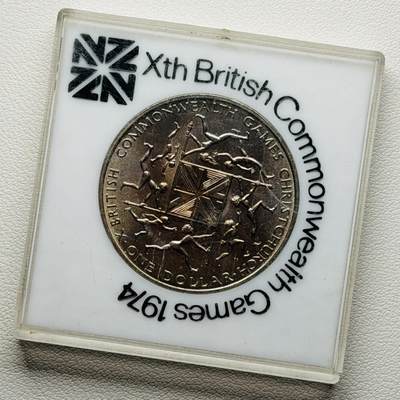 Xth British Commonwealth Games 1974
X BRITISH COMMONWEALTH GAMES CHRISTCHURCH
ONE DOLLAR